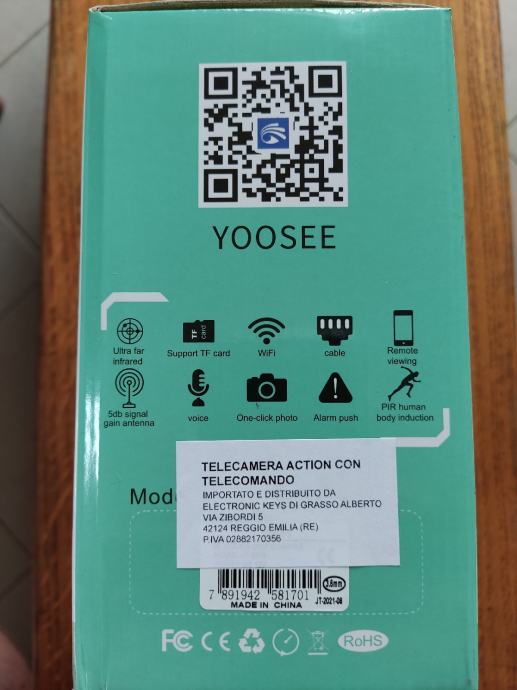 YOOSEE
Ultra far
infrared
TF card
Support TF card
WiFi
cable
Remote
viewing
5db signal
gain antenna
voice
One-click photo
Alarm push
PIR human
body induction
TELECAMERA ACTION CON
TELECOMANDO
IMPORTATO E DISTRIBUITO DA
ELECTRONIC KEYS DI GRASSO ALBERTO
VIA ZIBORDI 5
42124 REGGIO EMILIA (RE)
P.IVA 02882170356
Mod
7 891942 581701
3.6mm
MADE IN CHINA
JT-2021-08
FC CE RoHS